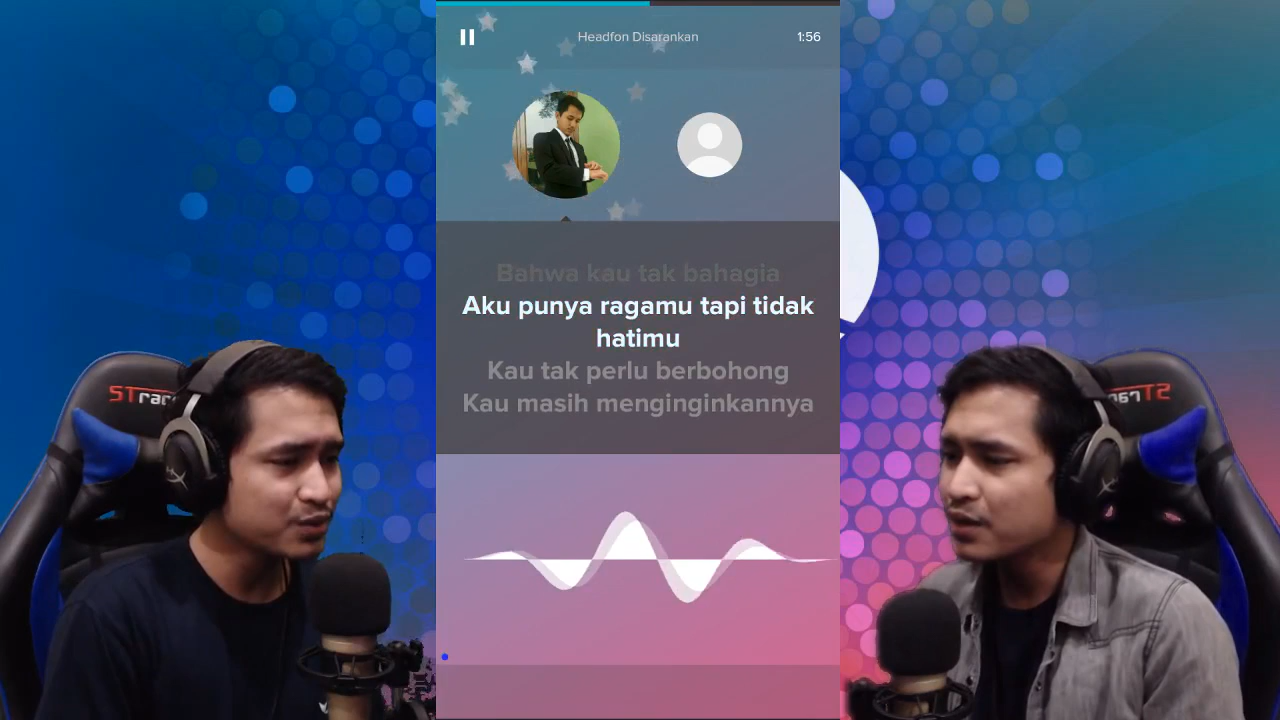 Headfon Disarankan
1:56
Bahwa kau tak bahagia
Aku punya ragamu tapi tidak
hatimu
Kau tak perlu berbohong
Kau masih menginginkannya